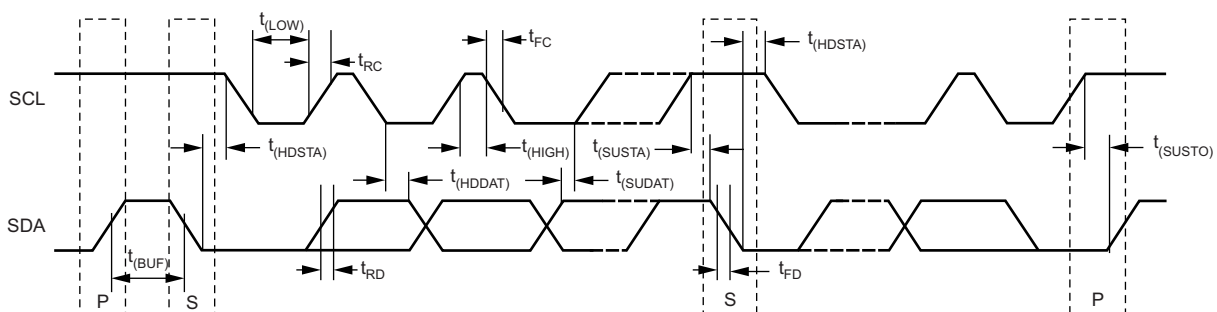 t(LOW)
tRC
tFC
t(HDSTA)
SCL
t(HDSTA)
t(HIGH)
t(SUSTA)
t(SUSTO)
t(HDDAT)
t(SUDAT)
SDA
t(BUF)
tRD
tFD
P
S
S
P